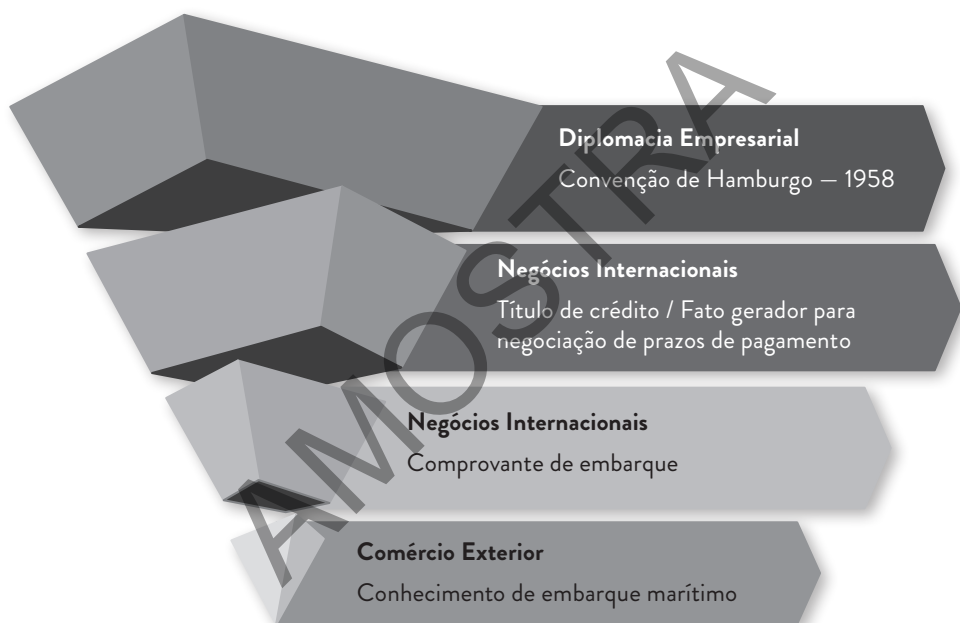 Diplomacia Empresarial
Convenção de Hamburgo — 1958
Negócios Internacionais
Título de crédito / Fato gerador para
negociação de prazos de pagamento
Negócios Internacionais
Comprovante de embarque
Comércio Exterior
Conhecimento de embarque marítimo
AMOSTRA